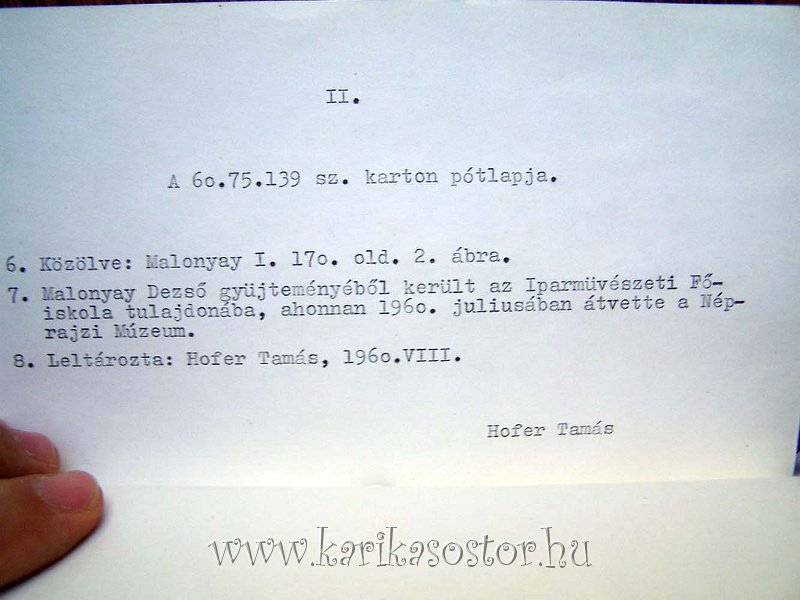 II.
A 6o.75.139 sz. karton pótlapja.
6. Közölve: Malonyay I. 17o. old. 2. ábra.
7. Malonyay Dezső gyüjteményéből került az Iparmüvészeti Fő-
iskola tulajdonába, ahonnan 196o. juliusában átvette a Nép-
rajzi Múzeum.
8. Leltározta: Hofer Tamás, 196o.VIII.
Hofer Tamás
www.karikasostor.hu